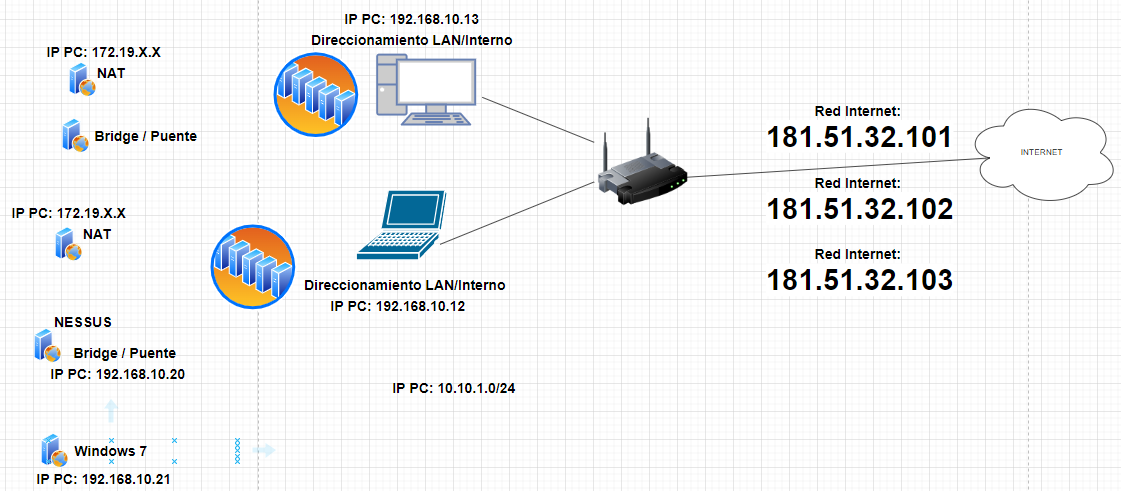 IP PC: 192.168.10.13
Direccionamiento LAN/Interno
IP PC: 172.19.X.X
NAT
Bridge / Puente
Red Internet:
181.51.32.101
INTERNET
Red Internet:
181.51.32.102
IP PC: 172.19.X.X
NAT
Red Internet:
181.51.32.103
Direccionamiento LAN/Interno
IP PC: 192.168.10.12
NESSUS
Bridge / Puente
IP PC: 192.168.10.20
IP PC: 10.10.1.0/24
Windows 7
IP PC: 192.168.10.21